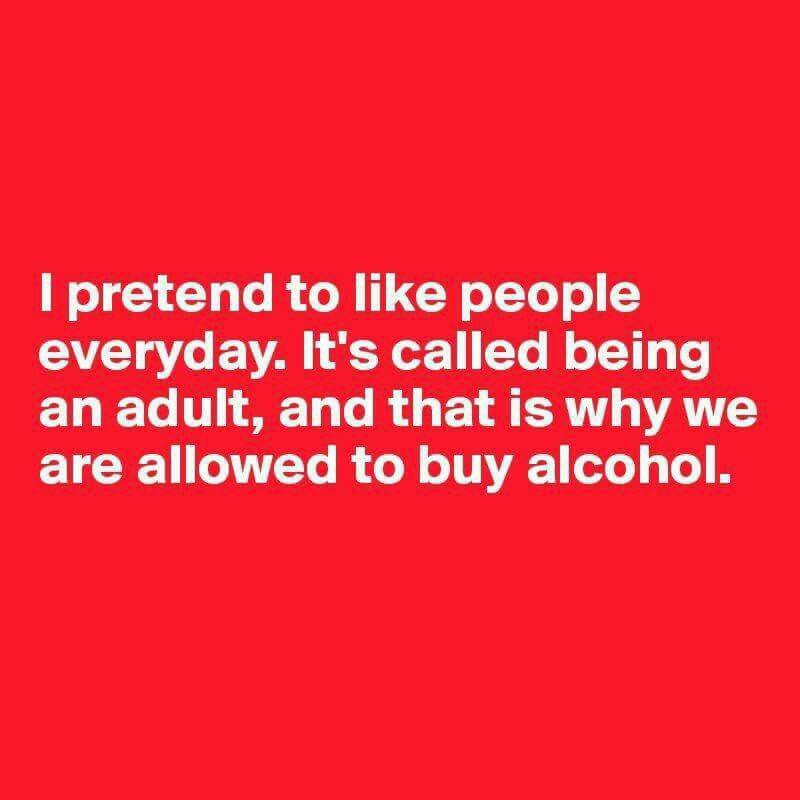 I pretend to like people
everyday. It's called being
an adult, and that is why we
are allowed to buy alcohol.